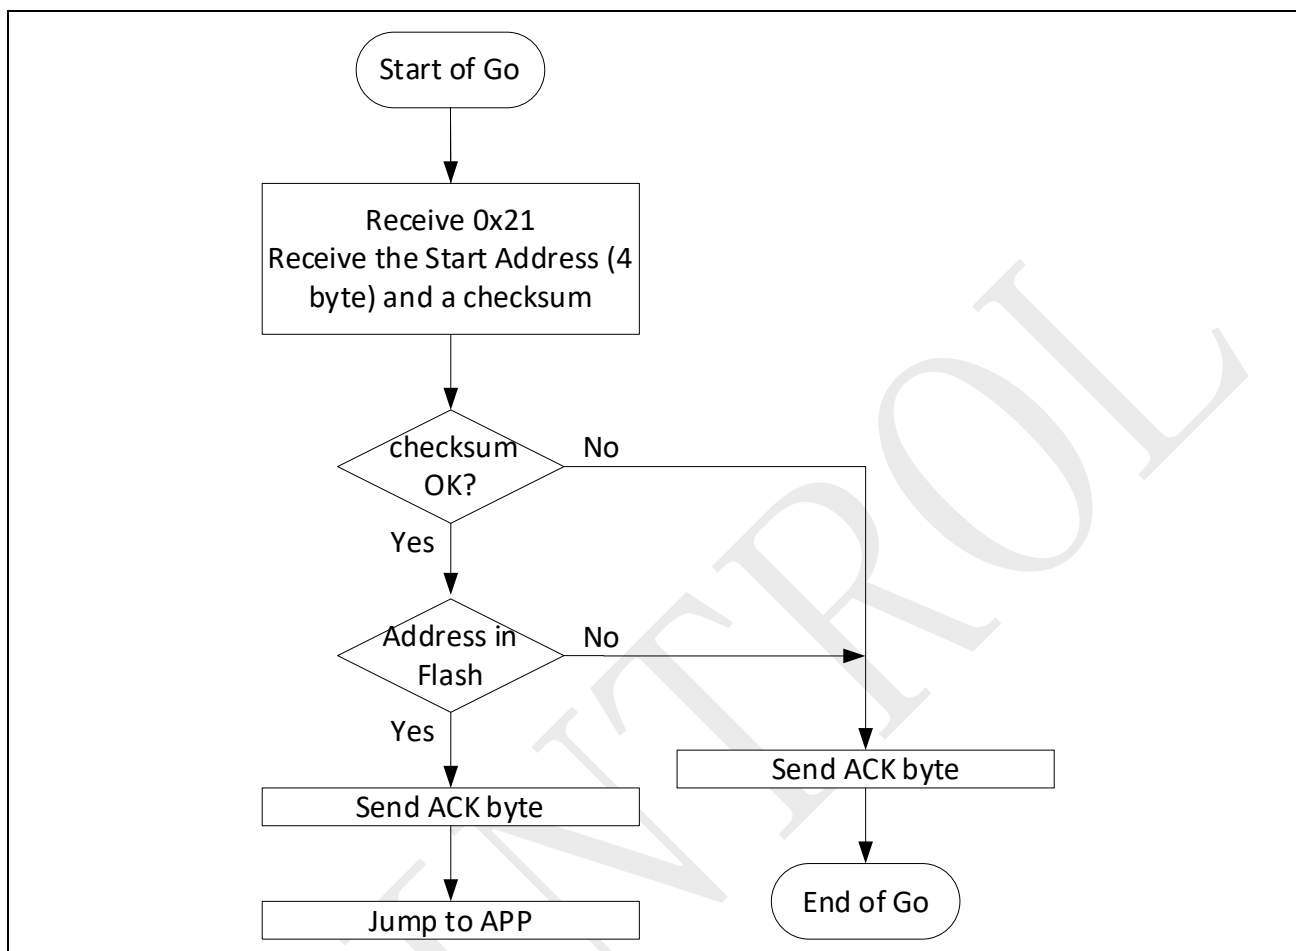 Start of Go
Receive 0x21
Receive the Start Address (4
byte) and a checksum
checksum
OK?
No
Yes
Address in
Flash
No
Yes
Send ACK byte
Send ACK byte
Jump to APP
End of Go
NTROL